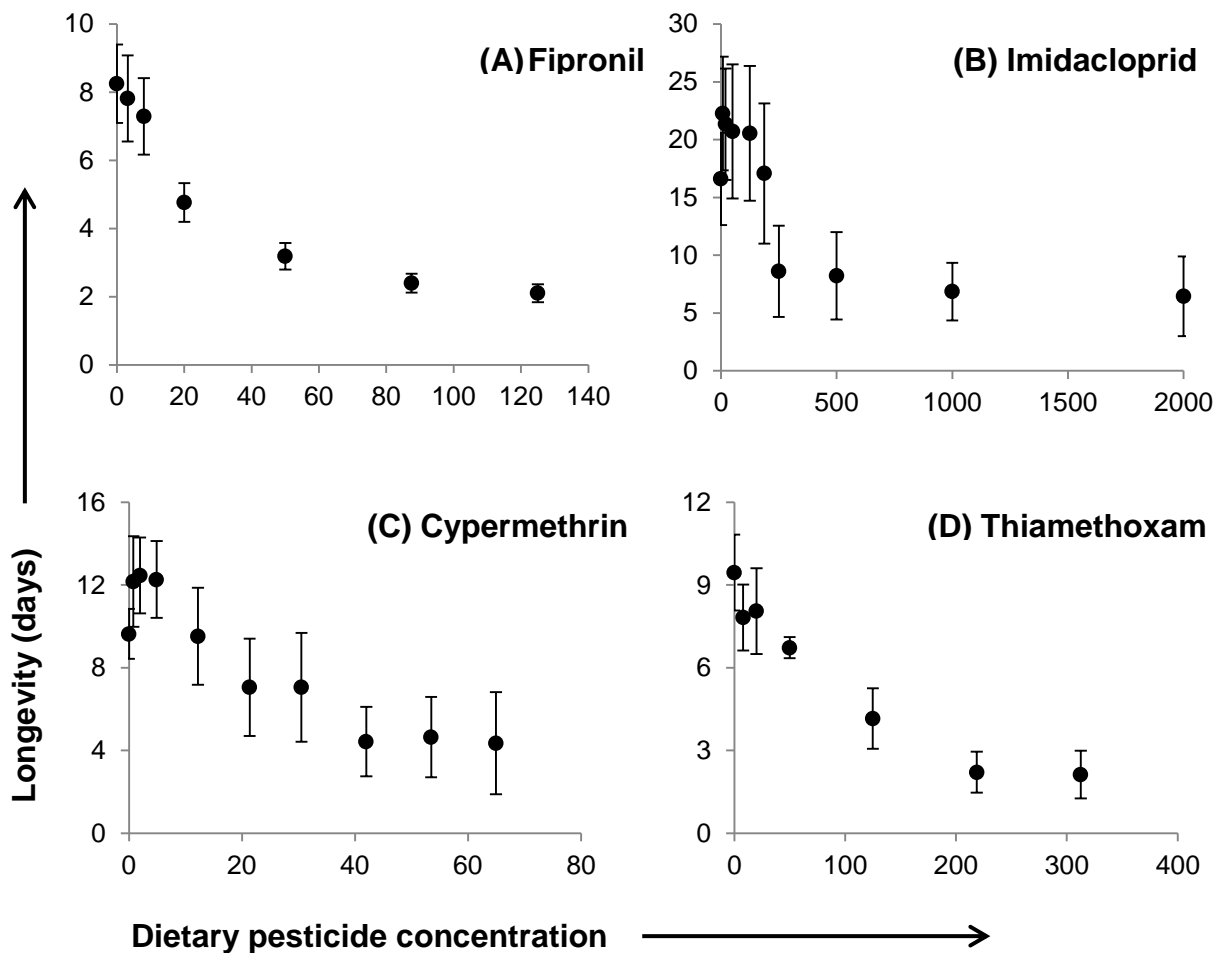 (A) Fipronil
10
8
6
4
2
0
0 20 40 60 80 100 120 140
(B) Imidacloprid
30
25
20
15
10
5
0
0 500 1000 1500 2000
(C) Cypermethrin
16
12
8
4
0
0 20 40 60 80
(D) Thiamethoxam
12
9
6
3
0
0 100 200 300 400
Longevity (days)
Dietary pesticide concentration